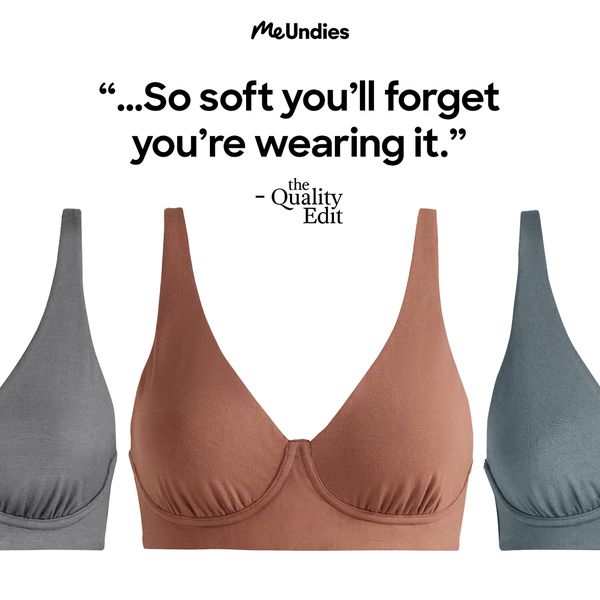 MeUndies
“...So soft you’ll forget
you’re wearing it.”
- the
Quality
Edit